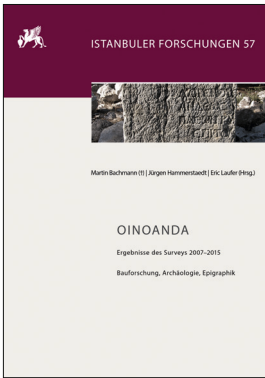 ISTANBULER FORSCHUNGEN 57
Martin Bachmann (†) | Jürgen Hammerstaedt | Eric Laufer (Hrsg.)
OINOANDA
Ergebnisse des Surveys 2007–2015
Bauforschung, Archäologie, Epigraphik